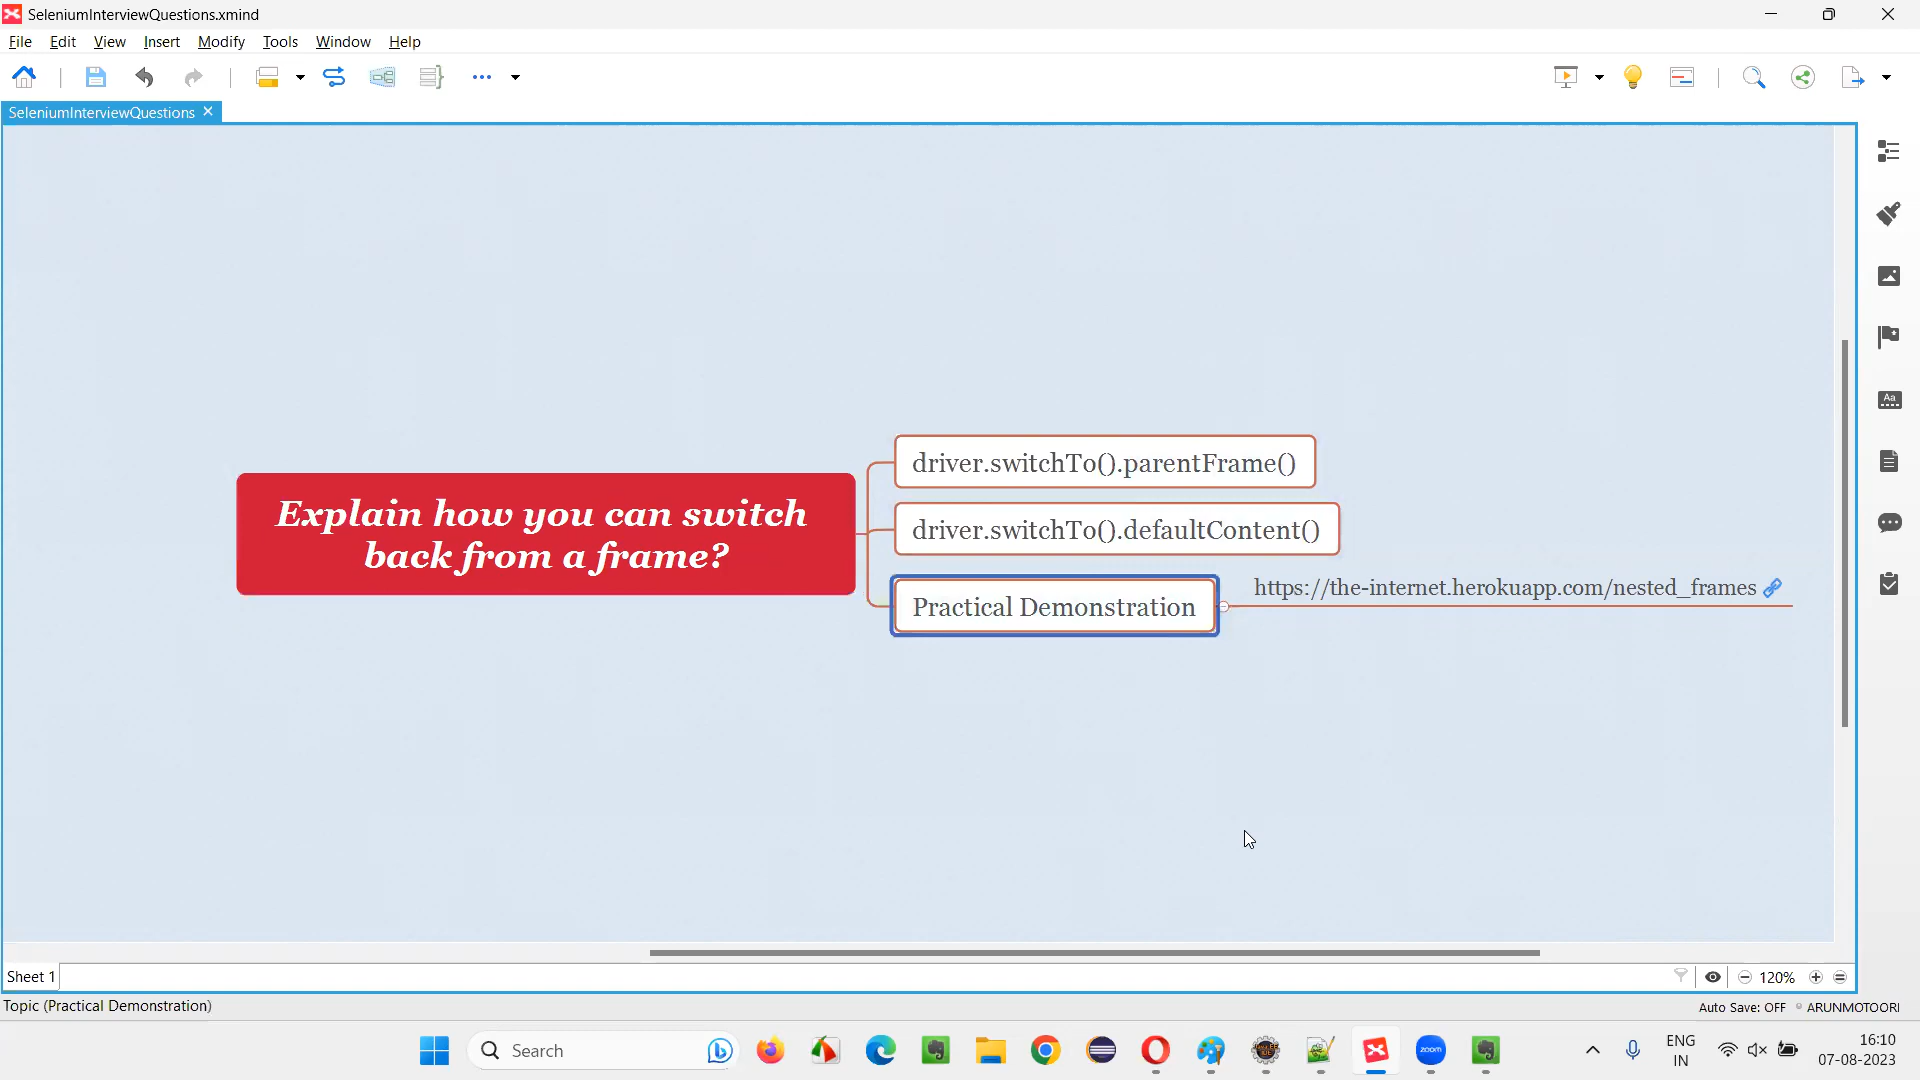 SeleniumInterviewQuestions.xmind
File Edit View Insert Modify Tools Window Help
SeleniumInterviewQuestions
Explain how you can switch
back from a frame?
driver.switchTo().parentFrame()
driver.switchTo().defaultContent()
Practical Demonstration
https://the-internet.herokuapp.com/nested_frames
Aa
Sheet 1
120%
Topic (Practical Demonstration)
Auto Save: OFF
ARUNMOTOORI
Search
zoom
ENG
IN
16:10
07-08-2023